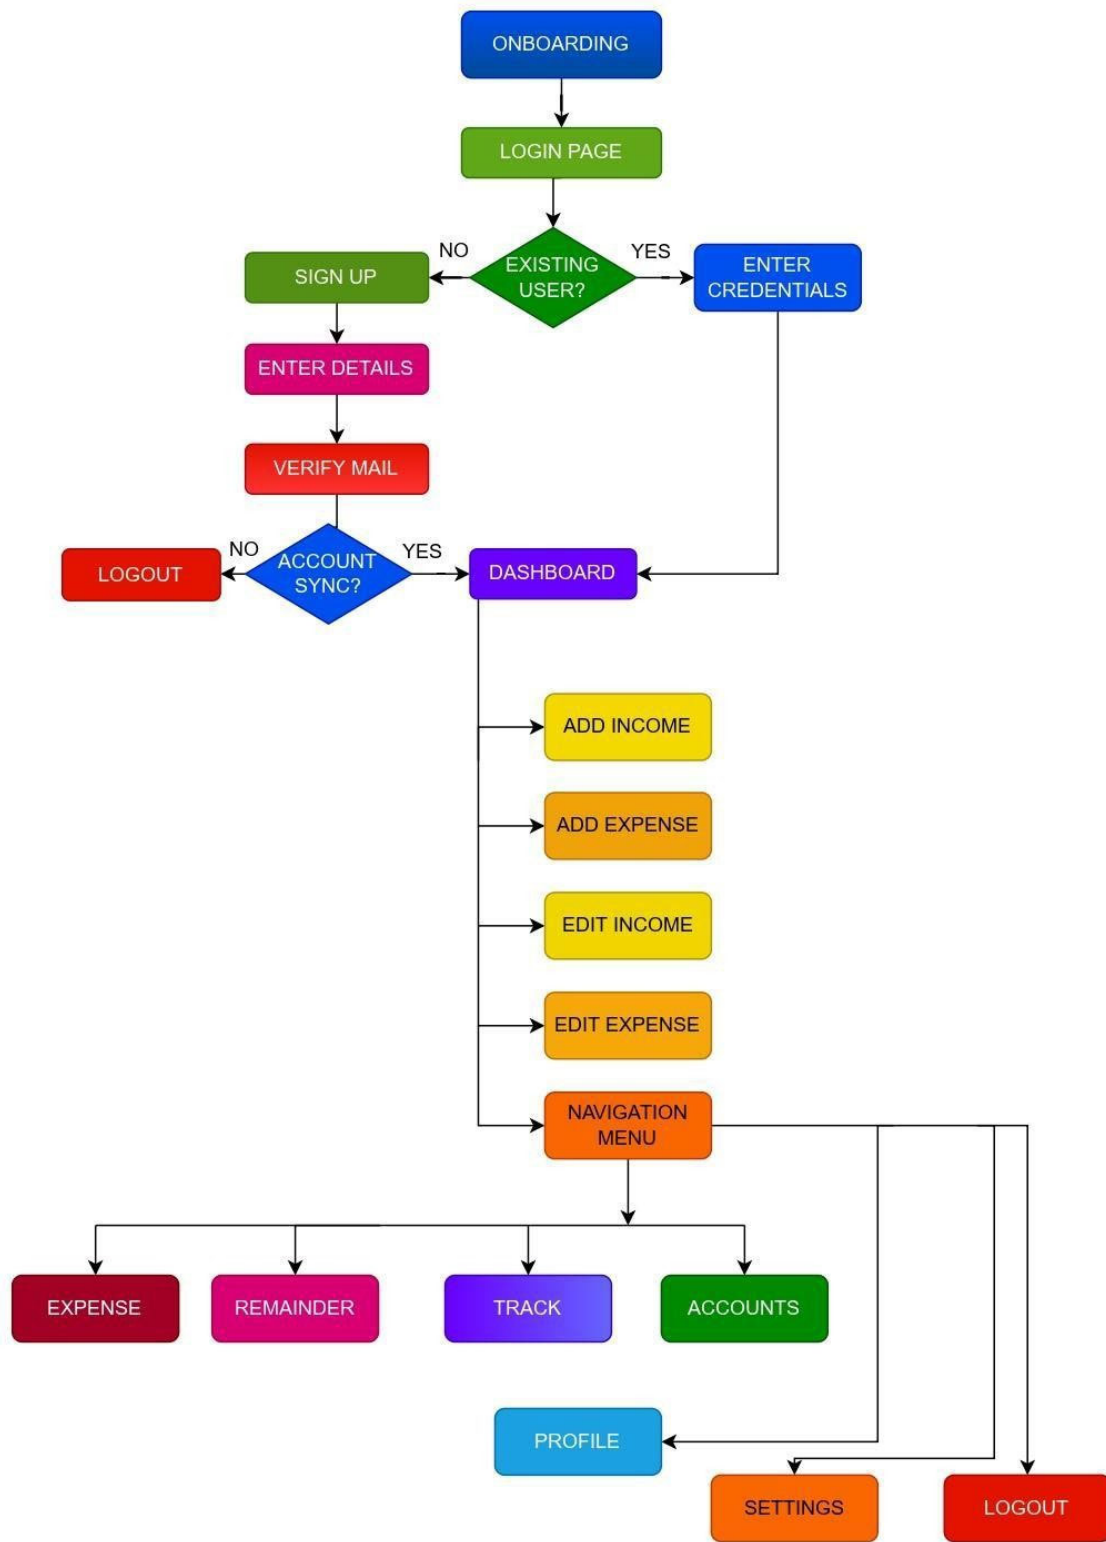 ONBOARDING
LOGIN PAGE
NO
YES
SIGN UP
EXISTING
USER?
ENTER
CREDENTIALS
ENTER DETAILS
VERIFY MAIL
NO
YES
LOGOUT
ACCOUNT
SYNC?
DASHBOARD
ADD INCOME
ADD EXPENSE
EDIT INCOME
EDIT EXPENSE
NAVIGATION
MENU
EXPENSE
REMAINDER
TRACK
ACCOUNTS
PROFILE
SETTINGS
LOGOUT